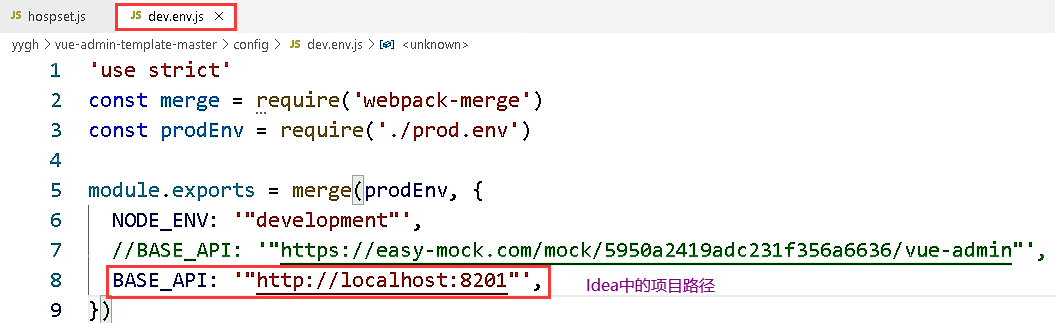 JS hospset.js JS dev.env.js ×
yygh > vue-admin-template-master > config > JS dev.env.js > <unknown>
1 'use strict'
2 const merge = require('webpack-merge')
3 const prodEnv = require('./prod.env')
4
5 module.exports = merge(prodEnv, {
6 NODE_ENV: '"development"',
7 //BASE_API: '"https://easy-mock.com/mock/5950a2419adc231f356a6636/vue-admin"',
8 BASE_API: '"http://localhost:8201"', Idea中的项目路径
9 })